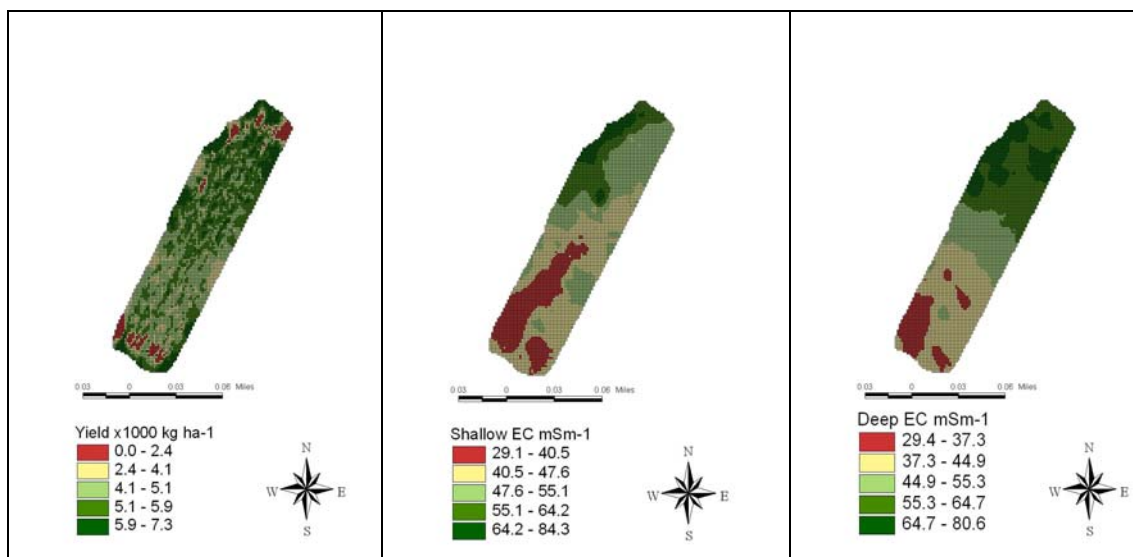 0.03 0 0.03 0.06 Miles
Yield x1000 kg ha-1
0.0 - 2.4
2.4 - 4.1
4.1 - 5.1
5.1 - 5.9
5.9 - 7.3
N
W E
S
0.03 0 0.03 0.06 Miles
Shallow EC mSm-1
29.1 - 40.5
40.5 - 47.6
47.6 - 55.1
55.1 - 64.2
64.2 - 84.3
N
W E
S
0.03 0 0.03 0.06 Miles
Deep EC mSm-1
29.4 - 37.3
37.3 - 44.9
44.9 - 55.3
55.3 - 64.7
64.7 - 80.6
N
W E
S